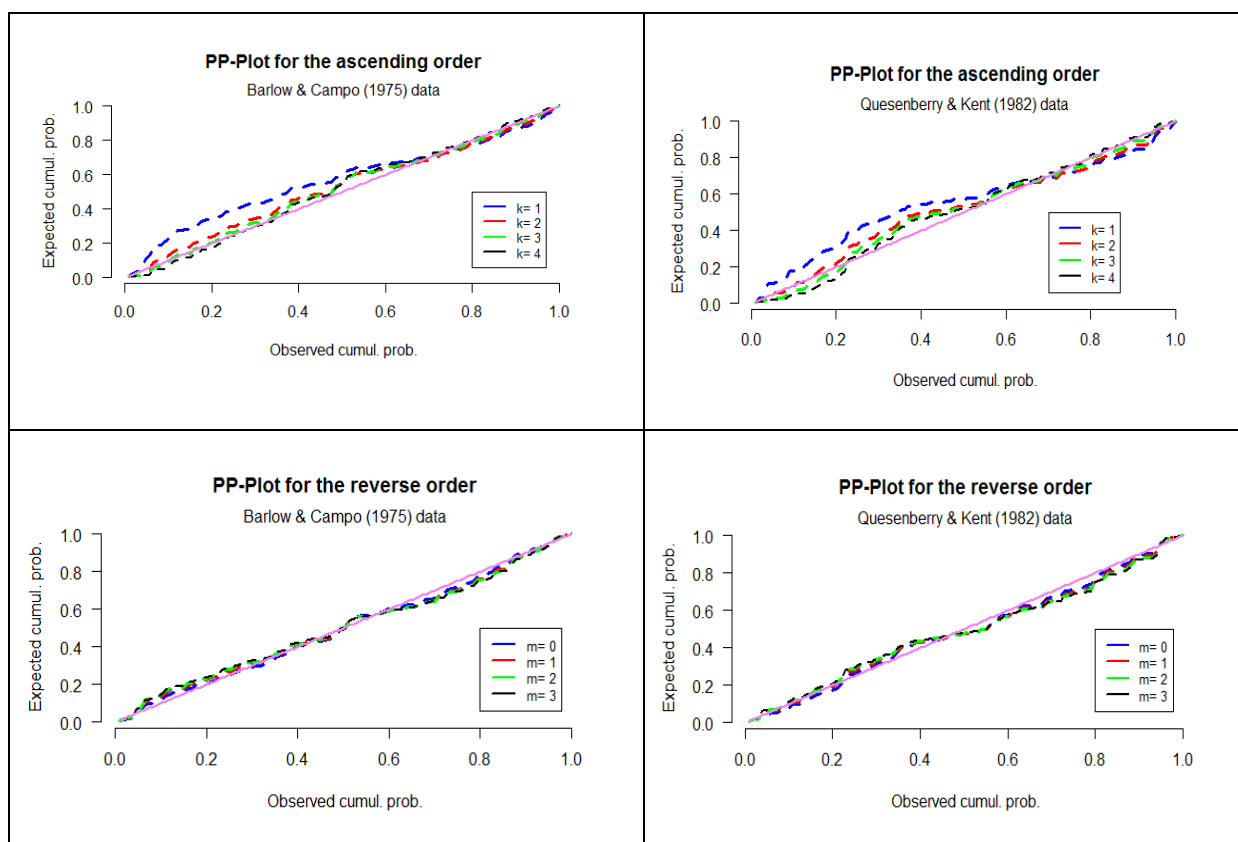 PP-Plot for the ascending order
Barlow & Campo (1975) data
Expected cumul. prob.
1.0
0.8
0.6
0.4
0.2
0.0
k= 1
k= 2
k= 3
k= 4
0.0 0.2 0.4 0.6 0.8 1.0
Observed cumul. prob.
PP-Plot for the ascending order
Quesenberry & Kent (1982) data
Expected cumul. prob.
1.0
0.8
0.6
0.4
0.2
0.0
k= 1
k= 2
k= 3
k= 4
0.0 0.2 0.4 0.6 0.8 1.0
Observed cumul. prob.
PP-Plot for the reverse order
Barlow & Campo (1975) data
Expected cumul. prob.
1.0
0.8
0.6
0.4
0.2
0.0
m= 0
m= 1
m= 2
m= 3
0.0 0.2 0.4 0.6 0.8 1.0
Observed cumul. prob.
PP-Plot for the reverse order
Quesenberry & Kent (1982) data
Expected cumul. prob.
1.0
0.8
0.6
0.4
0.2
0.0
m= 0
m= 1
m= 2
m= 3
0.0 0.2 0.4 0.6 0.8 1.0
Observed cumul. prob.